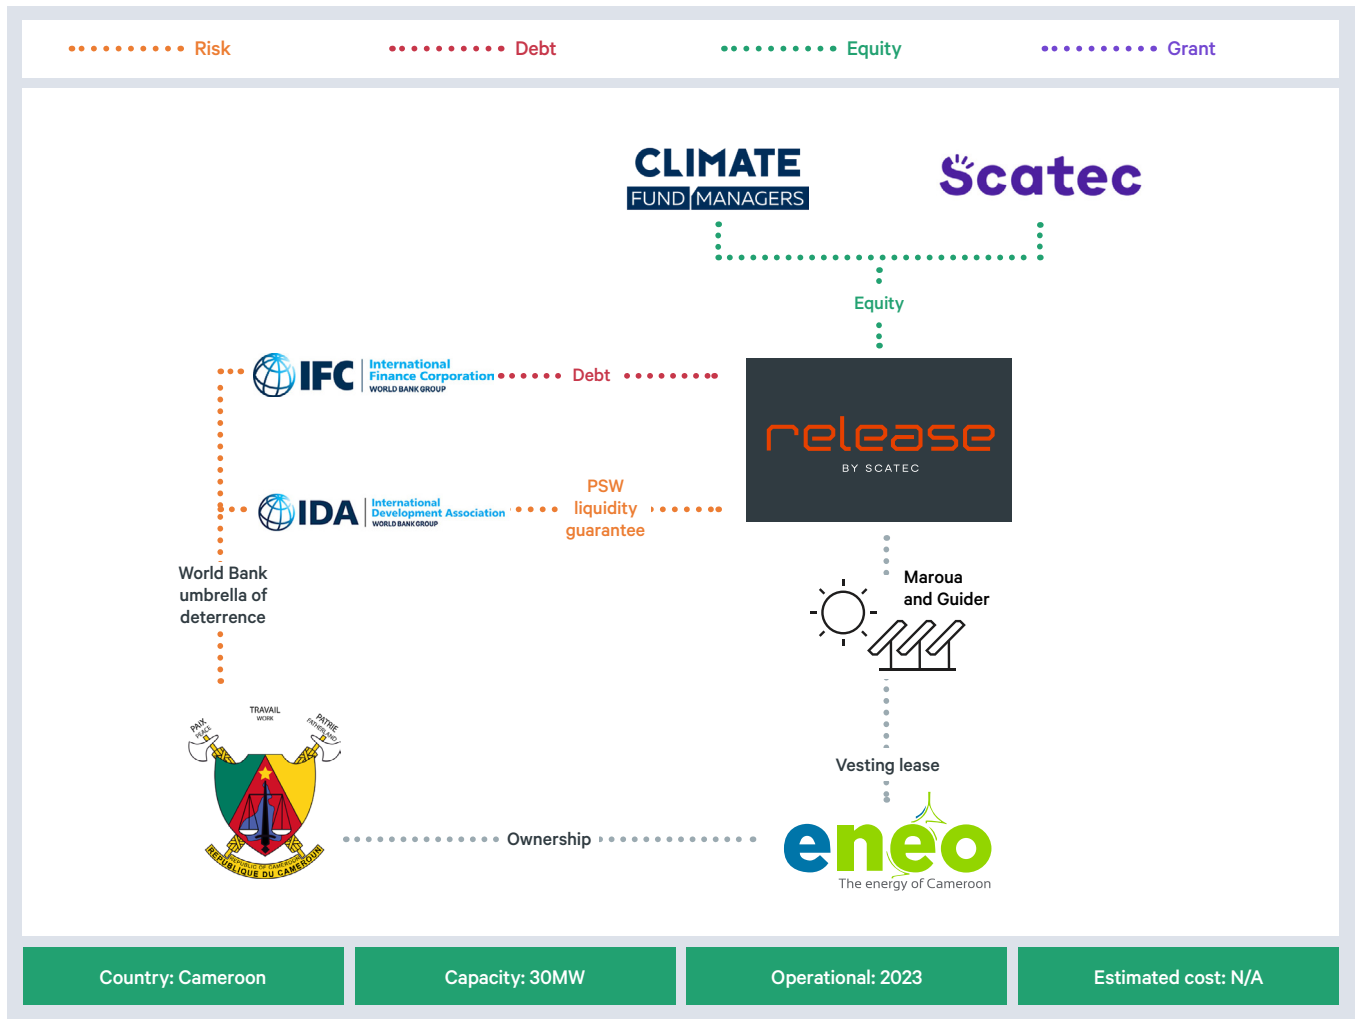 Risk
Debt
Equity
Grant
CLIMATE
FUND MANAGERS
Scatec
Equity
IFC
International
Finance Corporation
WORLD BANK GROUP
Debt
release
BY SCATEC
IDA
International
Development Association
WORLD BANK GROUP
PSW
liquidity
guarantee
World Bank
umbrella of
deterrence
Maroua
and Guider
PAIX
PEACE
TRAVAIL
WORK
PATRIE
FATHERLAND
REPUBLIC OF CAMEROON
REPUBLIQUE DU CAMEROUN
Vesting lease
Ownership
eneo
The energy of Cameroon
Country: Cameroon
Capacity: 30MW
Operational: 2023
Estimated cost: N/A